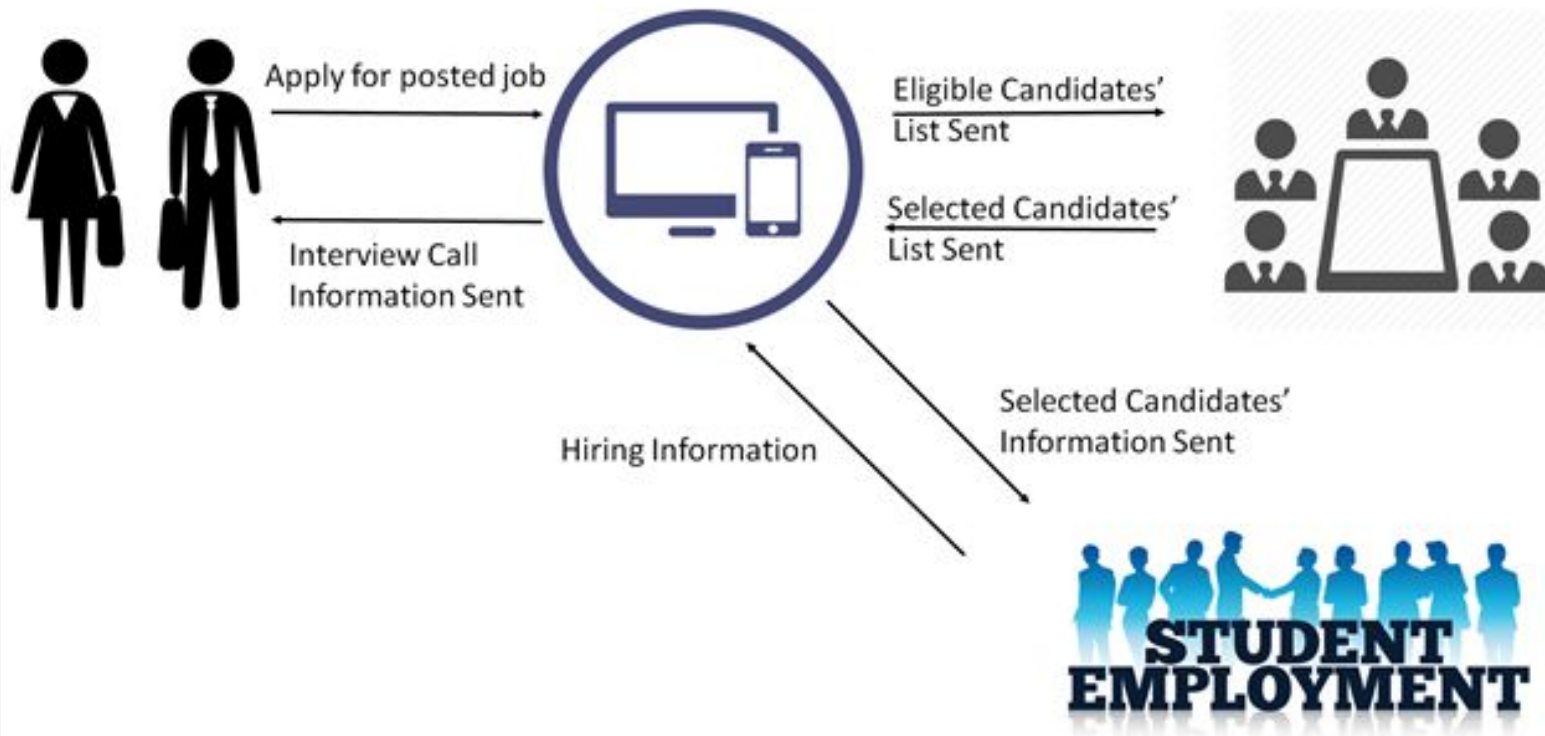 Apply for posted job
Eligible Candidates’
List Sent
Selected Candidates’
List Sent
Interview Call
Information Sent
Selected Candidates’
Information Sent
Hiring Information
STUDENT
EMPLOYMENT